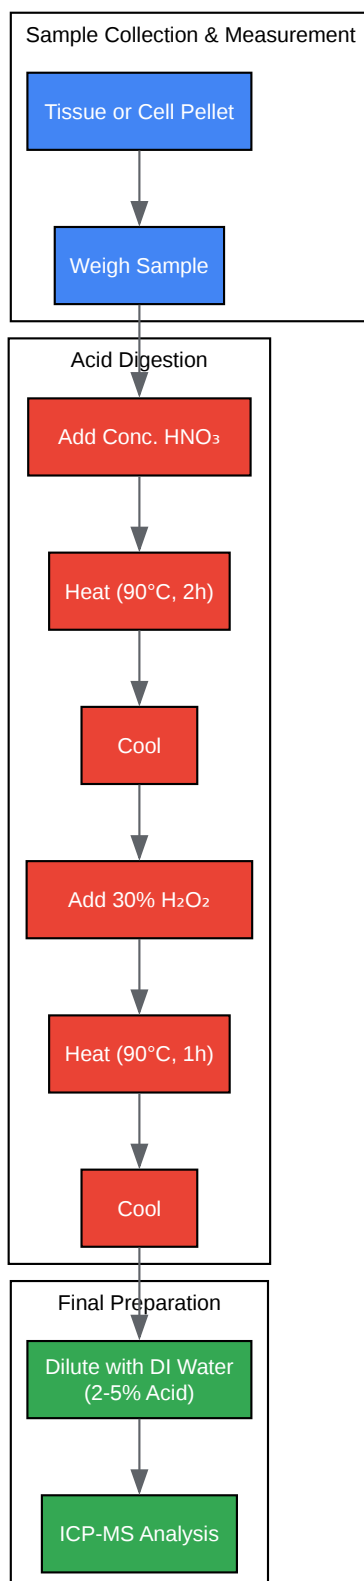 Sample Collection & Measurement
Tissue or Cell Pellet
Weigh Sample
Acid Digestion
Add Conc. HNO₃
Heat (90°C, 2h)
Cool
Add 30% H₂O₂
Heat (90°C, 1h)
Cool
Final Preparation
Dilute with DI Water
(2-5% Acid)
ICP-MS Analysis